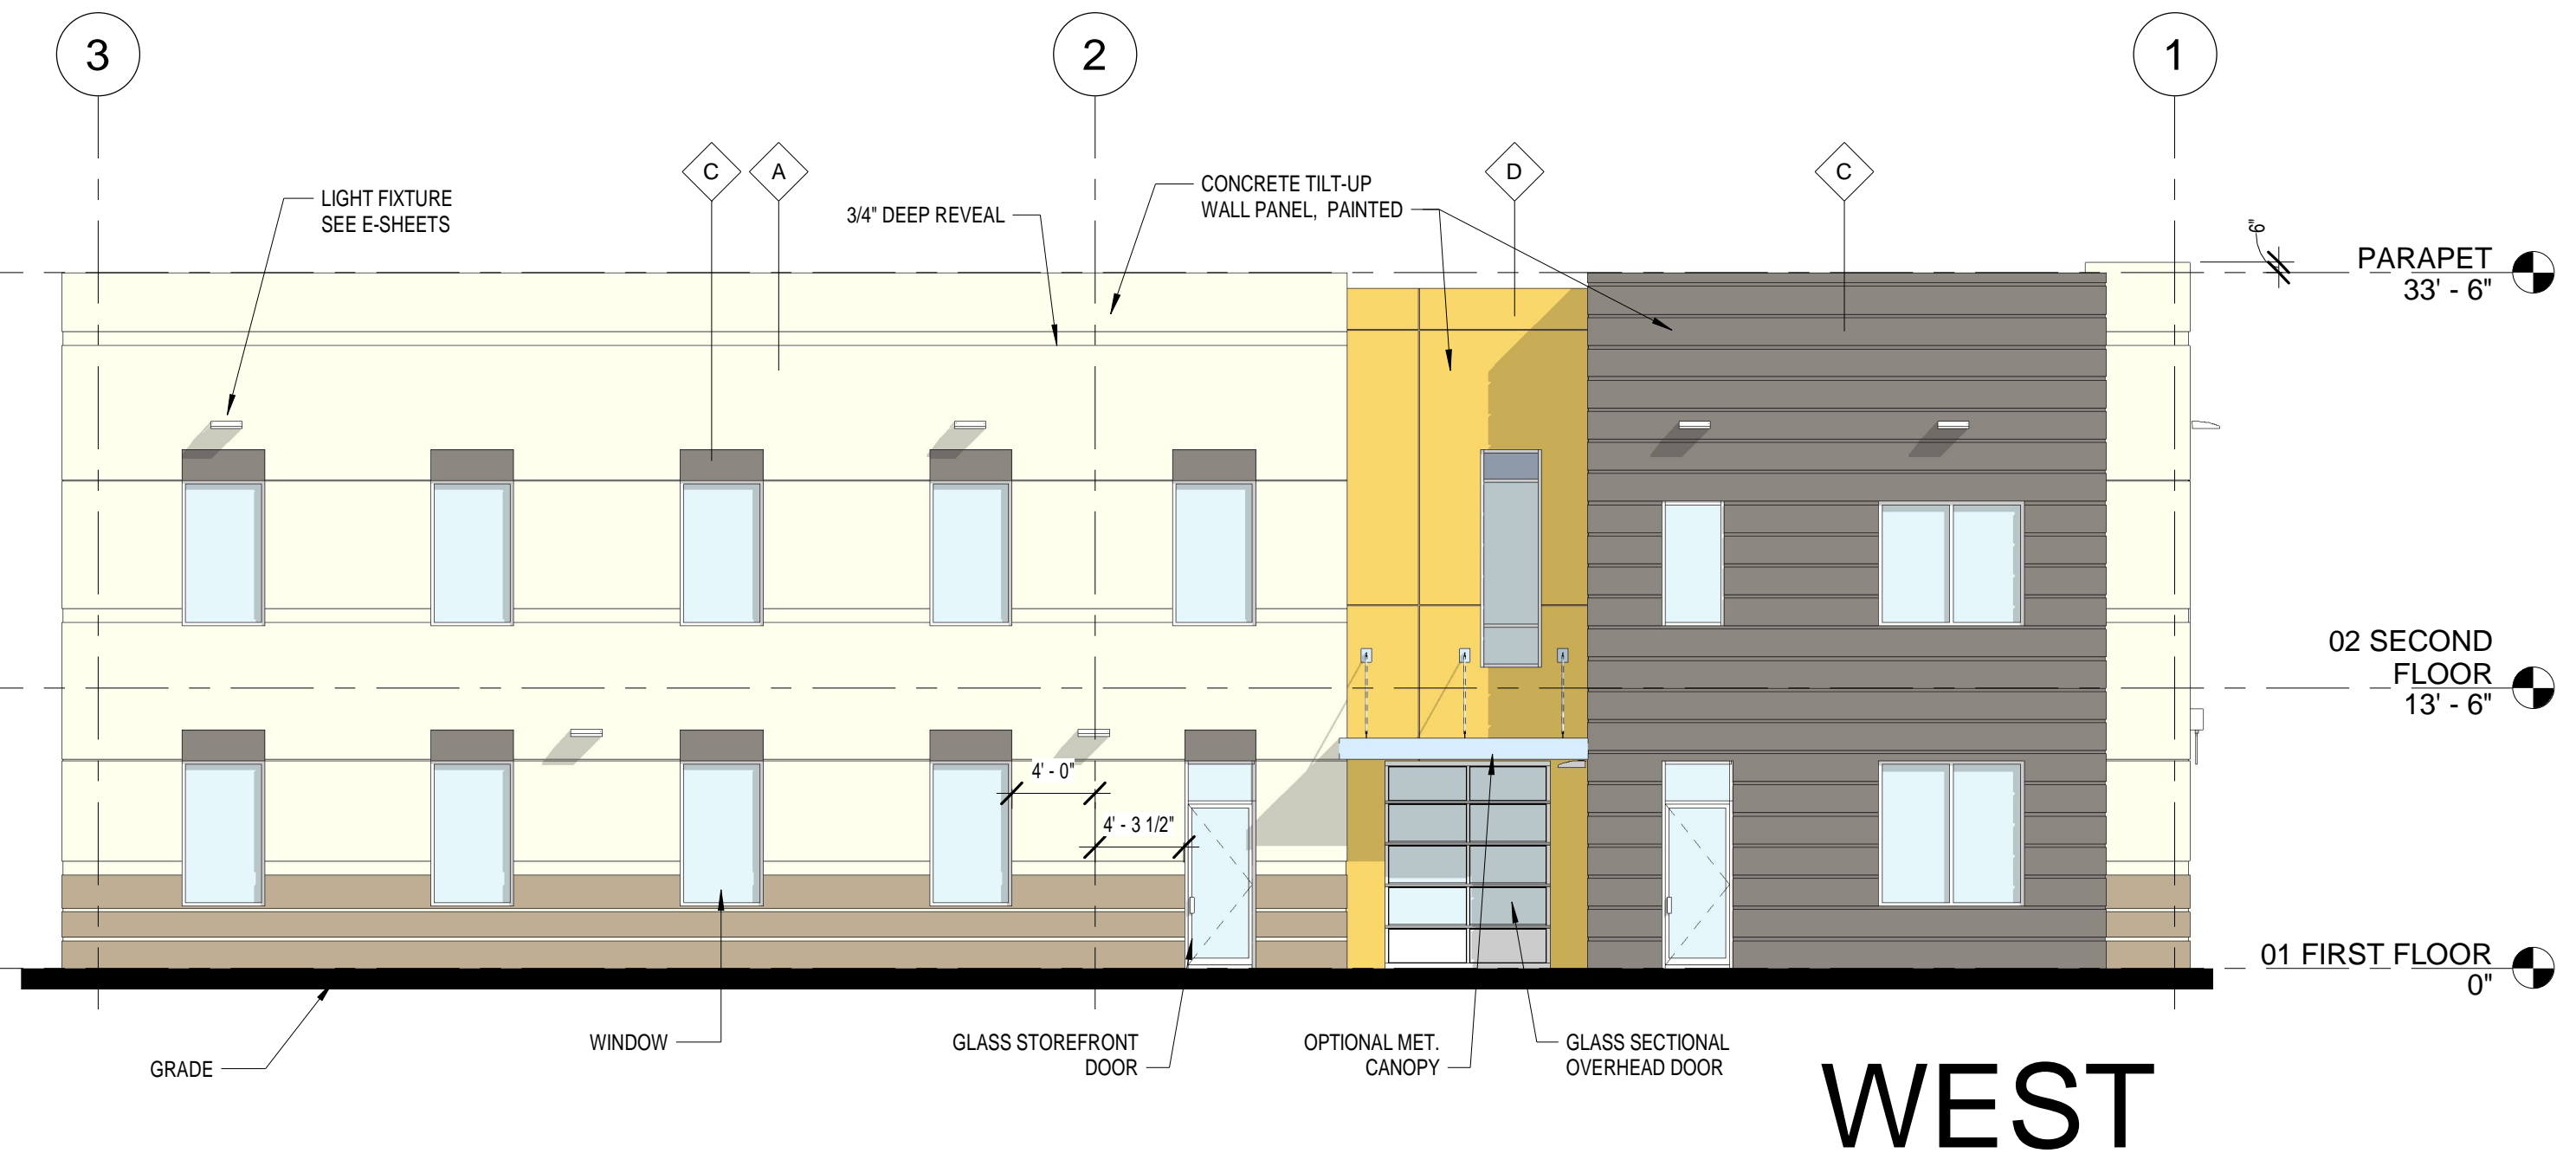 3
2
1
C
A
D
C
LIGHT FIXTURE
SEE E-SHEETS
3/4" DEEP REVEAL
CONCRETE TILT-UP
WALL PANEL, PAINTED
6"
PARAPET
33' - 6"
02 SECOND
FLOOR
13' - 6"
4' - 0"
4' - 3 1/2"
01 FIRST FLOOR
0"
GRADE
WINDOW
GLASS STOREFRONT
DOOR
OPTIONAL MET.
CANOPY
GLASS SECTIONAL
OVERHEAD DOOR
WEST